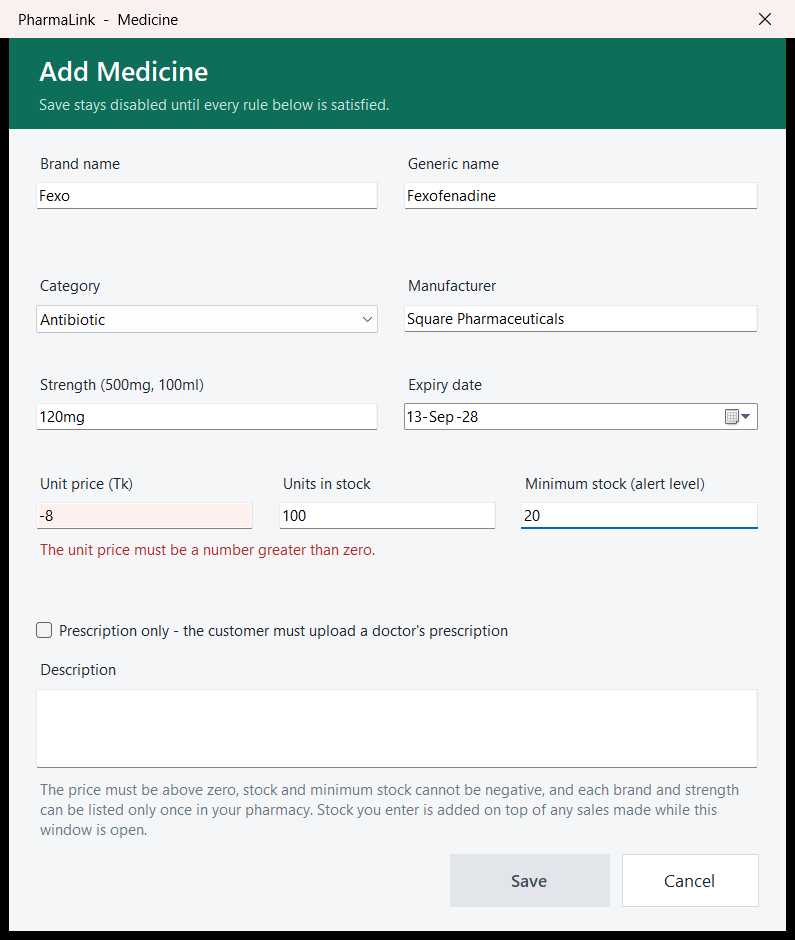 PharmaLink - Medicine
Add Medicine
Save stays disabled until every rule below is satisfied.
Brand name
Generic name
Fexo
Fexofenadine
Category
Manufacturer
Antibiotic
Square Pharmaceuticals
Strength (500mg, 100ml)
Expiry date
120mg
13-Sep-28
Unit price (Tk)
Units in stock
Minimum stock (alert level)
-8
100
20
The unit price must be a number greater than zero.
Prescription only - the customer must upload a doctor's prescription
Description
The price must be above zero, stock and minimum stock cannot be negative, and each brand and strength
can be listed only once in your pharmacy. Stock you enter is added on top of any sales made while this
window is open.
Save
Cancel